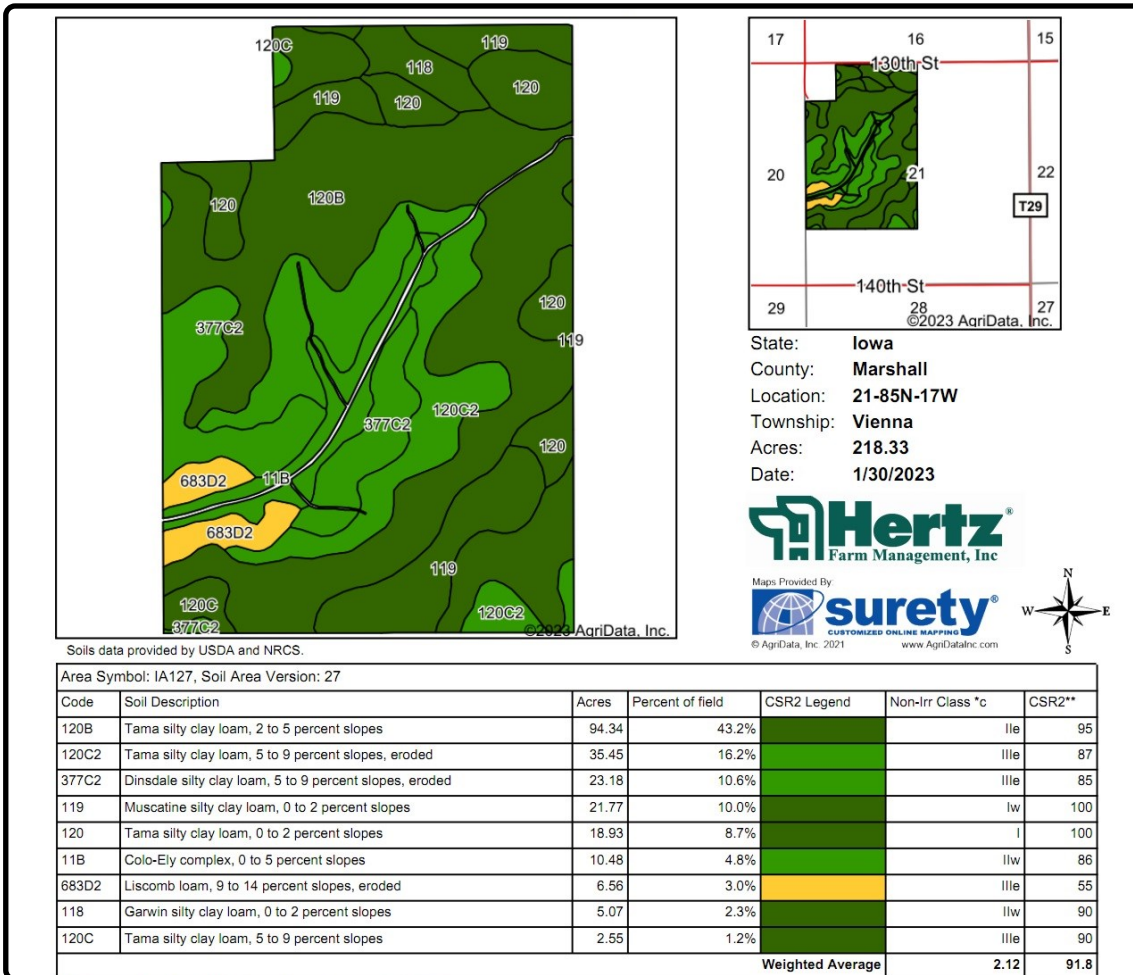 120C
119
118
120
119
120
120
120B
377C2
120
119
377C2
120C2
120
683D2
11B
683D2
119
120C
377C2
120C2
©2023 AgriData, Inc.
Soils data provided by USDA and NRCS.
17 16 15
130th St
20 21 22
T29
140th St
29 28 27
©2023 AgriData, Inc.
State: Iowa
County: Marshall
Location: 21-85N-17W
Township: Vienna
Acres: 218.33
Date: 1/30/2023
Hertz®
Farm Management, Inc
Maps Provided By:
surety®
CUSTOMIZED ONLINE MAPPING
© AgriData, Inc. 2021 www.AgriDataInc.com
N
W E
S
Area Symbol: IA127, Soil Area Version: 27
Code Soil Description Acres Percent of field CSR2 Legend Non-Irr Class *c CSR2**
120B Tama silty clay loam, 2 to 5 percent slopes 94.34 43.2% IIe 95
120C2 Tama silty clay loam, 5 to 9 percent slopes, eroded 35.45 16.2% IIIe 87
377C2 Dinsdale silty clay loam, 5 to 9 percent slopes, eroded 23.18 10.6% IIIe 85
119 Muscatine silty clay loam, 0 to 2 percent slopes 21.77 10.0% Iw 100
120 Tama silty clay loam, 0 to 2 percent slopes 18.93 8.7% I 100
11B Colo-Ely complex, 0 to 5 percent slopes 10.48 4.8% IIw 86
683D2 Liscomb loam, 9 to 14 percent slopes, eroded 6.56 3.0% IIIe 55
118 Garwin silty clay loam, 0 to 2 percent slopes 5.07 2.3% IIw 90
120C Tama silty clay loam, 5 to 9 percent slopes 2.55 1.2% IIIe 90
Weighted Average 2.12 91.8